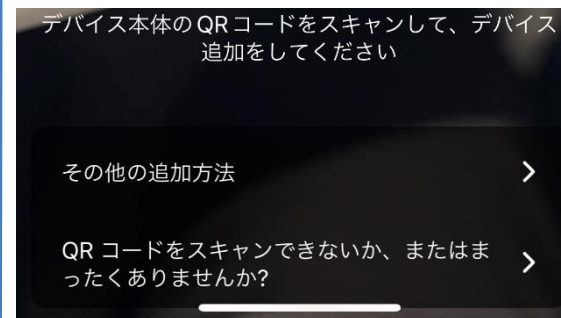 デバイス本体のQRコードをスキャンして、デバイス
追加をしてください
その他の追加方法
QR コードをスキャンできないか、またはま
ったくありませんか?